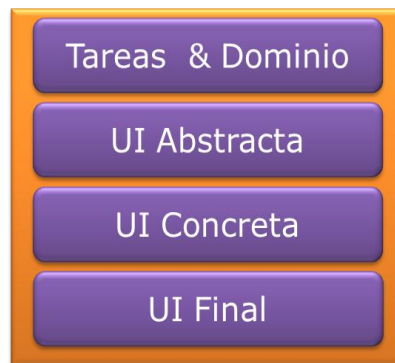 Tareas & Dominio
UI Abstracta
UI Concreta
UI Final